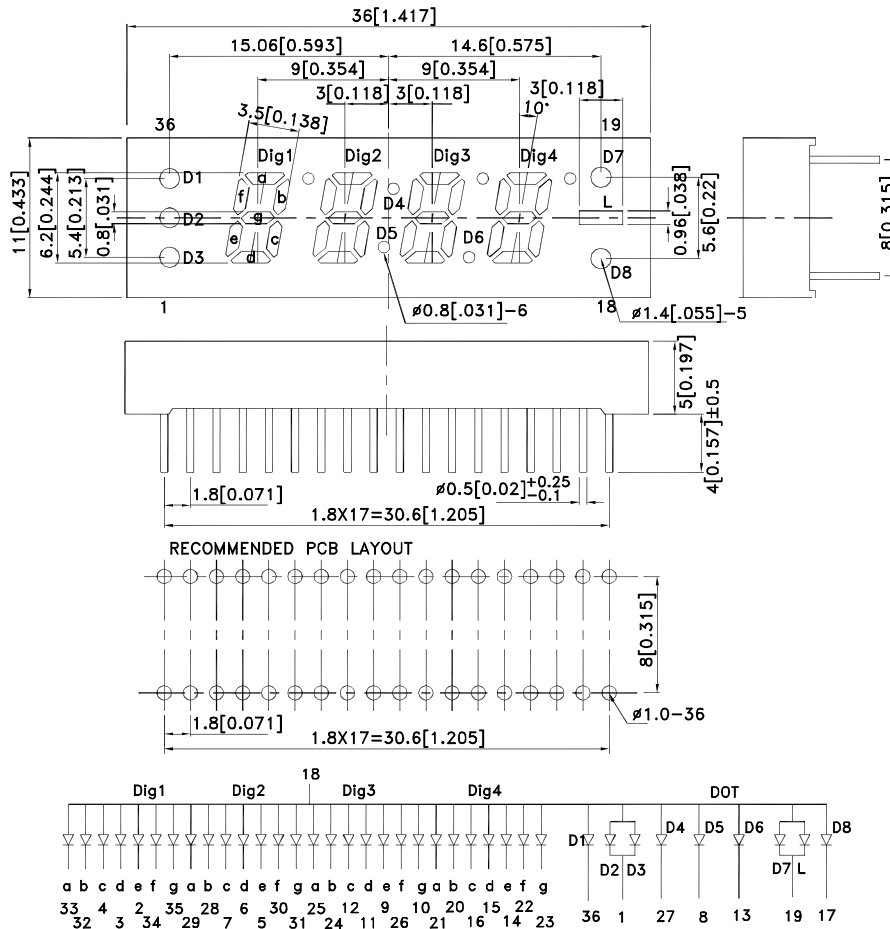 36[1.417]
15.06[0.593] 14.6[0.575]
9[0.354] 9[0.354]
3[0.118] 3[0.118] 3[0.118]
3.5[0.138] 10°
36 19
Dig1 Dig2 Dig3 Dig4 D7
D1 a
f b D4
D2 g L
D5
e c D6
D3 d D8
11[0.433]
6.2[0.244]
5.4[0.213]
0.8[.031]
0.96[.038]
5.6[0.22]
8[0.315]
1 18
ø0.8[.031]-6 ø1.4[.055]-5
5[0.197]
4[0.157]±0.5
1.8[0.071] ø0.5[0.02]+0.25 -0.1
1.8X17=30.6[1.205]
RECOMMENDED PCB LAYOUT
8[0.315]
1.8[0.071] ø1.0-36
1.8X17=30.6[1.205]
18
Dig1 Dig2 Dig3 Dig4 DOT
D1 D4 D5 D6 D8
D2 D3 D7 L
a b c d e f g a b c d e f g a b c d e f g a b c d e f g
33 4 2 35 28 6 30 25 12 9 10 20 15 22 36 1 27 8 13 19 17
32 3 34 29 7 5 31 24 11 26 21 16 14 23